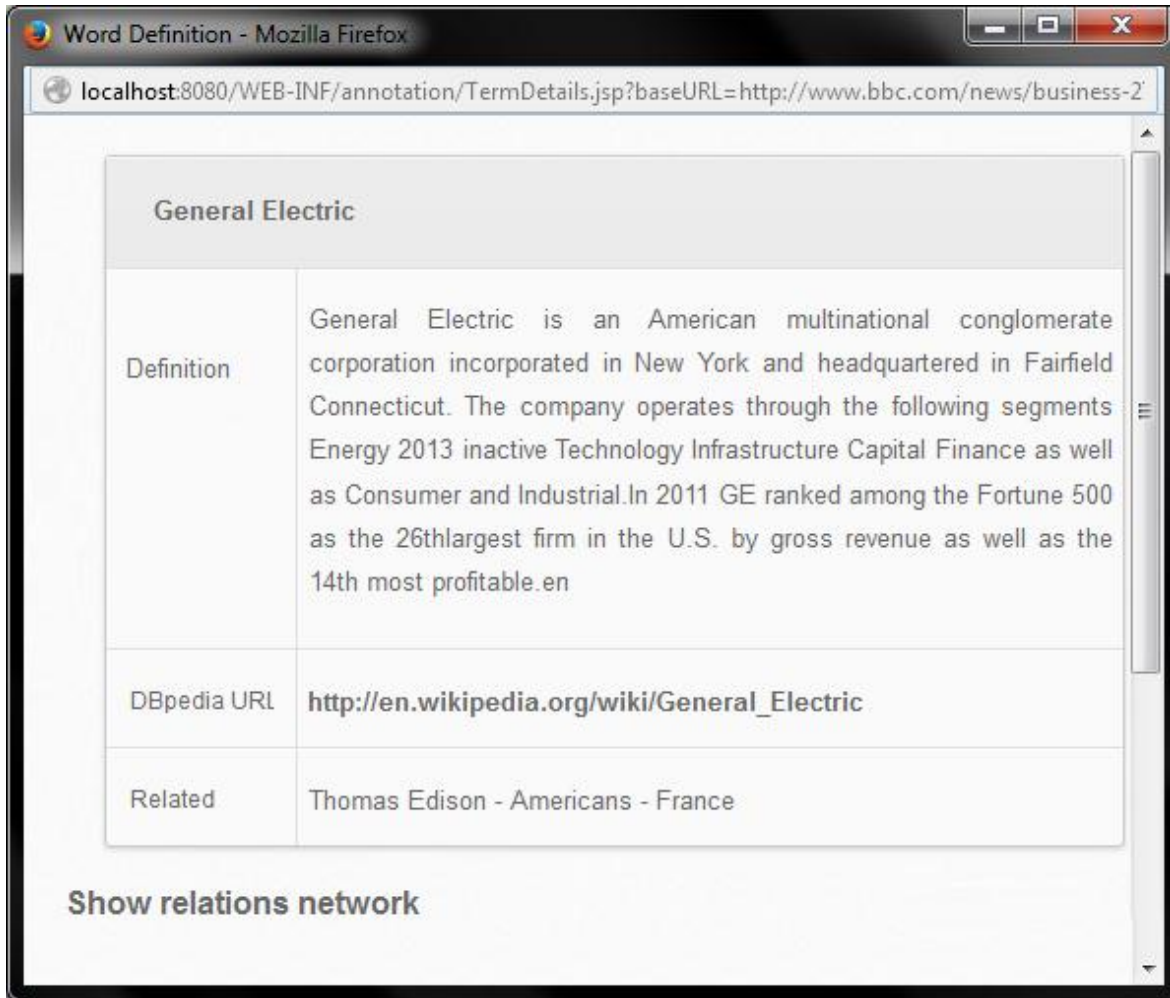 Word Definition - Mozilla Firefox
localhost:8080/WEB-INF/annotation/TermDetails.jsp?baseURL=http://www.bbc.com/news/business-2
General Electric
Definition
General Electric is an American multinational conglomerate
corporation incorporated in New York and headquartered in Fairfield
Connecticut. The company operates through the following segments
Energy 2013 inactive Technology Infrastructure Capital Finance as well
as Consumer and Industrial.In 2011 GE ranked among the Fortune 500
as the 26thlargest firm in the U.S. by gross revenue as well as the
14th most profitable.en
DBpedia URL
http://en.wikipedia.org/wiki/General_Electric
Related
Thomas Edison - Americans - France
Show relations network